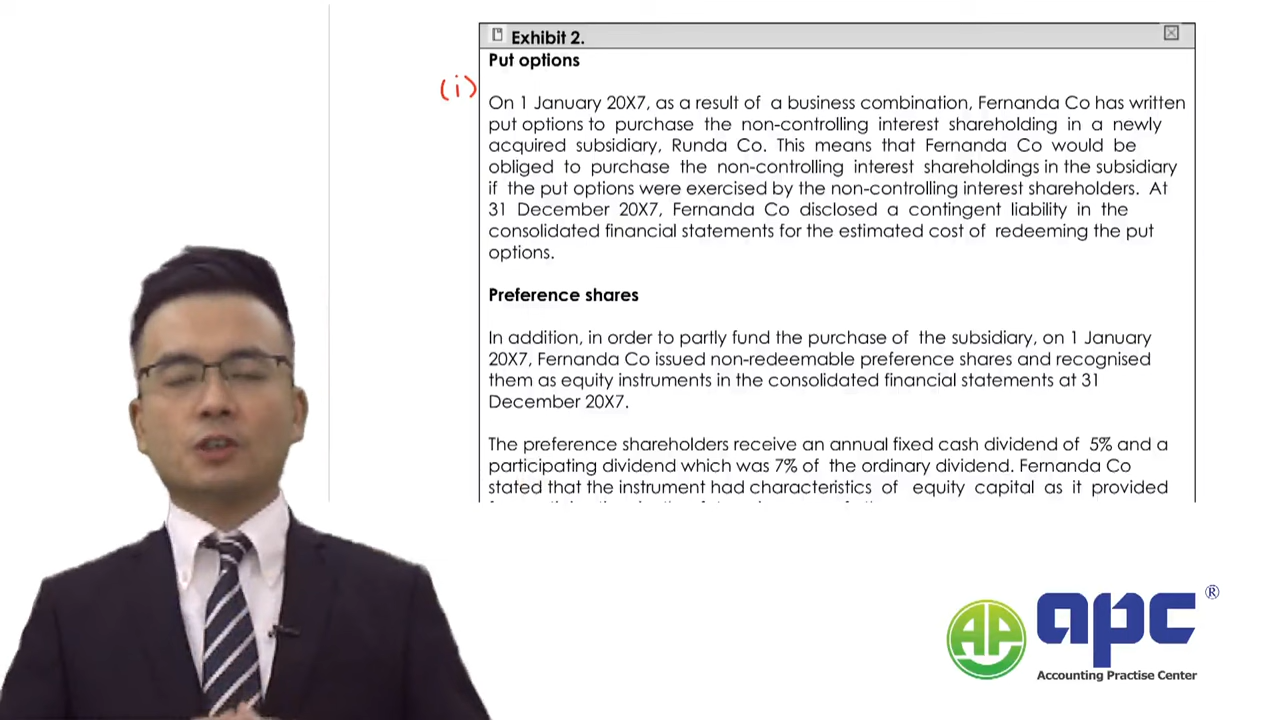 Exhibit 2.
Put options
(i)
On 1 January 20X7, as a result of a business combination, Fernanda Co has written
put options to purchase the non-controlling interest shareholding in a newly
acquired subsidiary, Runda Co. This means that Fernanda Co would be
obliged to purchase the non-controlling interest shareholdings in the subsidiary
if the put options were exercised by the non-controlling interest shareholders. At
31 December 20X7, Fernanda Co disclosed a contingent liability in the
consolidated financial statements for the estimated cost of redeeming the put
options.
Preference shares
In addition, in order to partly fund the purchase of the subsidiary, on 1 January
20X7, Fernanda Co issued non-redeemable preference shares and recognised
them as equity instruments in the consolidated financial statements at 31
December 20X7.
The preference shareholders receive an annual fixed cash dividend of 5% and a
participating dividend which was 7% of the ordinary dividend. Fernanda Co
stated that the instrument had characteristics of equity capital as it provided
AP
apc®
Accounting Practise Center